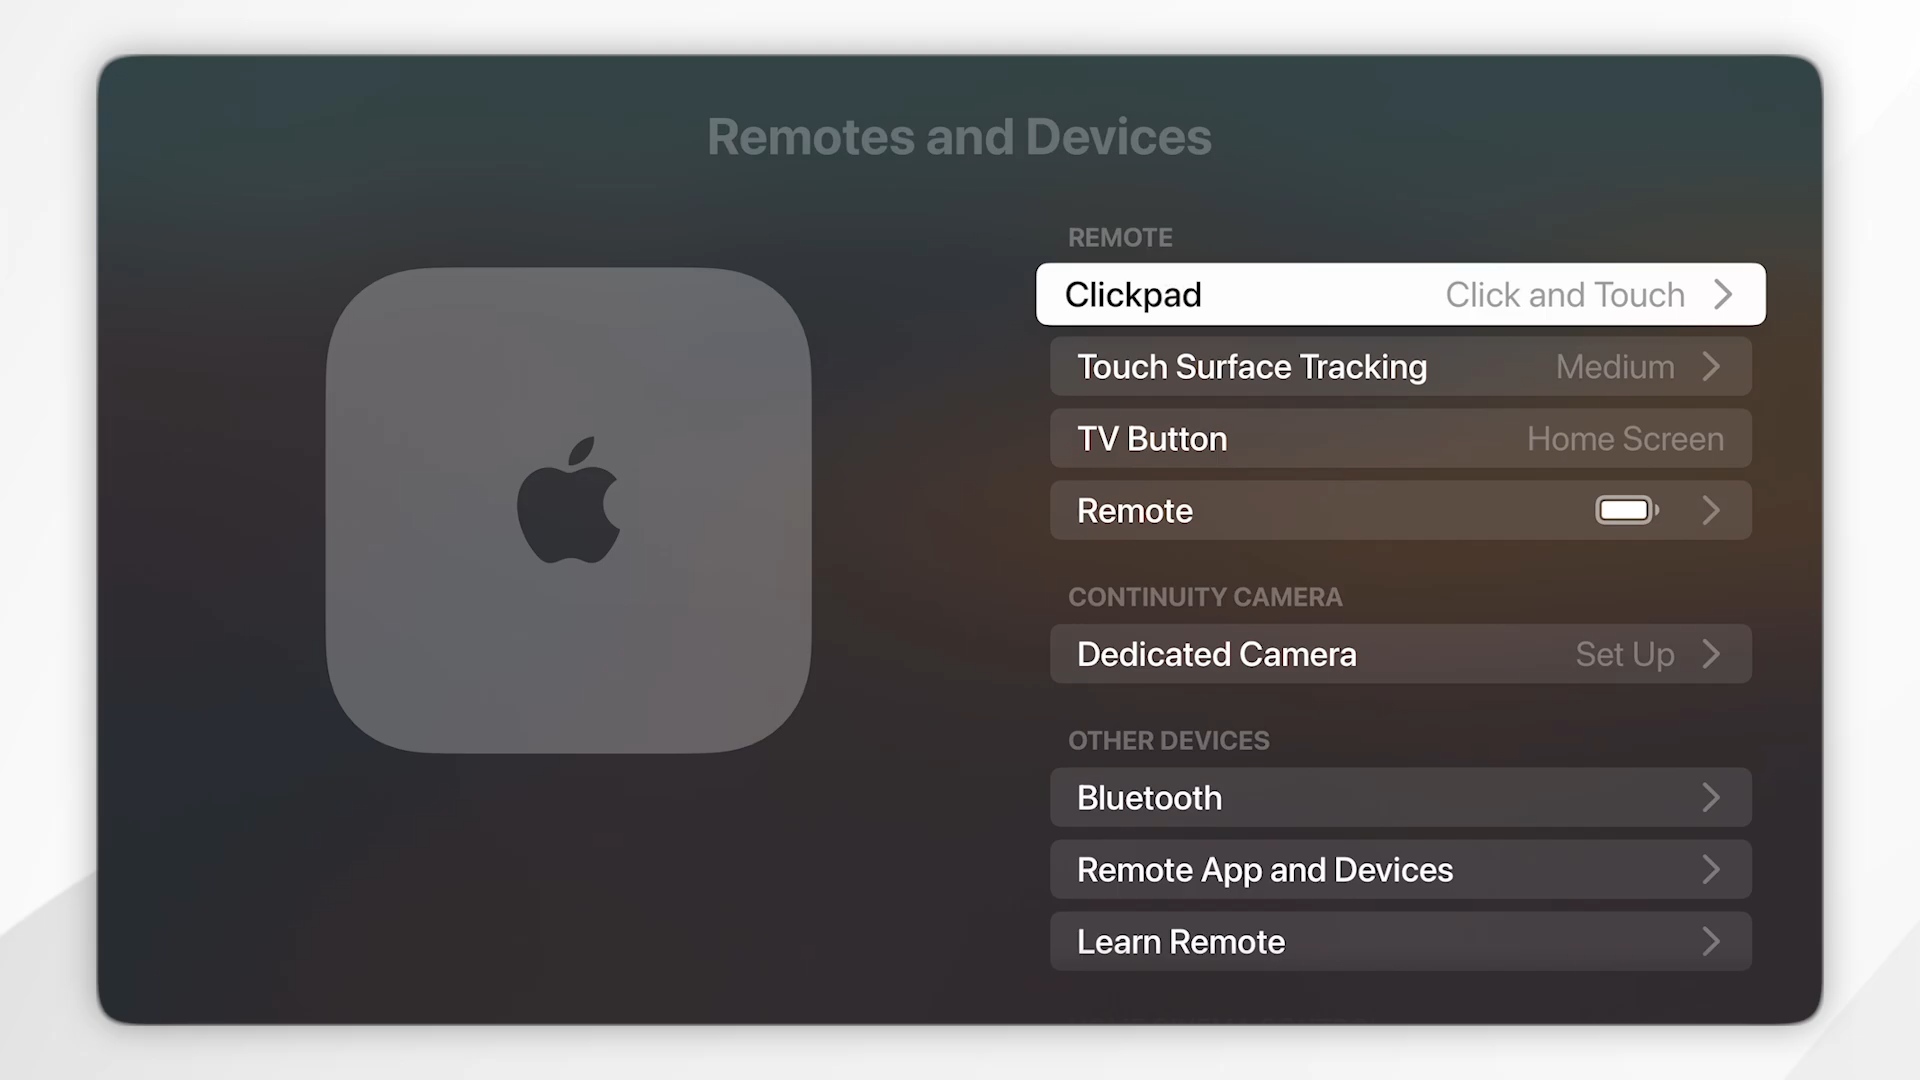 Remotes and Devices
REMOTE
Clickpad Click and Touch
Touch Surface Tracking Medium
TV Button Home Screen
Remote
CONTINUITY CAMERA
Dedicated Camera Set Up
OTHER DEVICES
Bluetooth
Remote App and Devices
Learn Remote